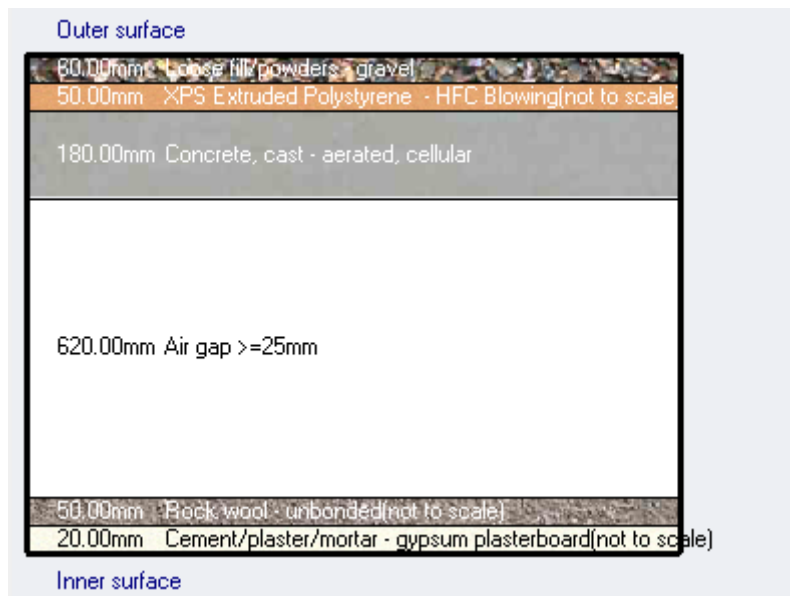 Outer surface
60.00mm Loose fill/powders - gravel
50.00mm XPS Extruded Polystyrene - HFC Blowing(not to scale
180.00mm Concrete, cast - aerated, cellular
620.00mm Air gap >=25mm
50.00mm Rock wool - unbonded(not to scale)
20.00mm Cement/plaster/mortar - gypsum plasterboard(not to scale)
Inner surface